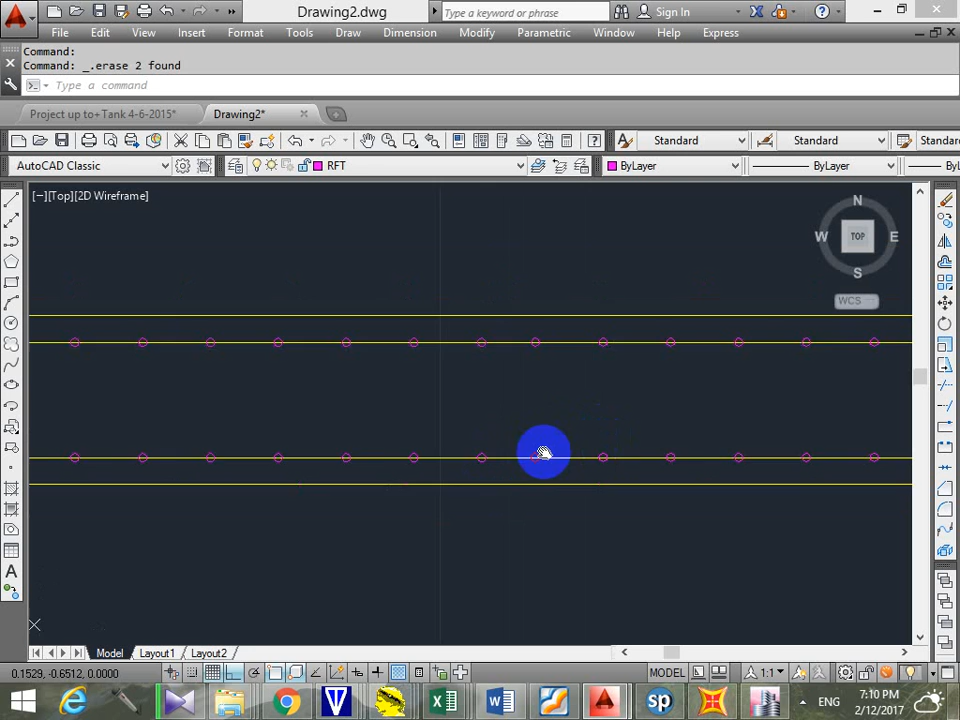 Drawing2.dwg
Type a keyword or phrase
Sign In
File Edit View Insert Format Tools Draw Dimension Modify Parametric Window Help Express
Command:
Command: _.erase 2 found
Type a command
Project up to+Tank 4-6-2015*
Drawing2*
Standard
Standard
Standard
AutoCAD Classic
RFT
ByLayer
ByLayer
ByL
[−][Top][2D Wireframe]
N
W
TOP
E
S
WCS
A
Model Layout1 Layout2
0.1529, -0.6512, 0.0000
MODEL
1:1
sp
ENG
7:10 PM
2/12/2017